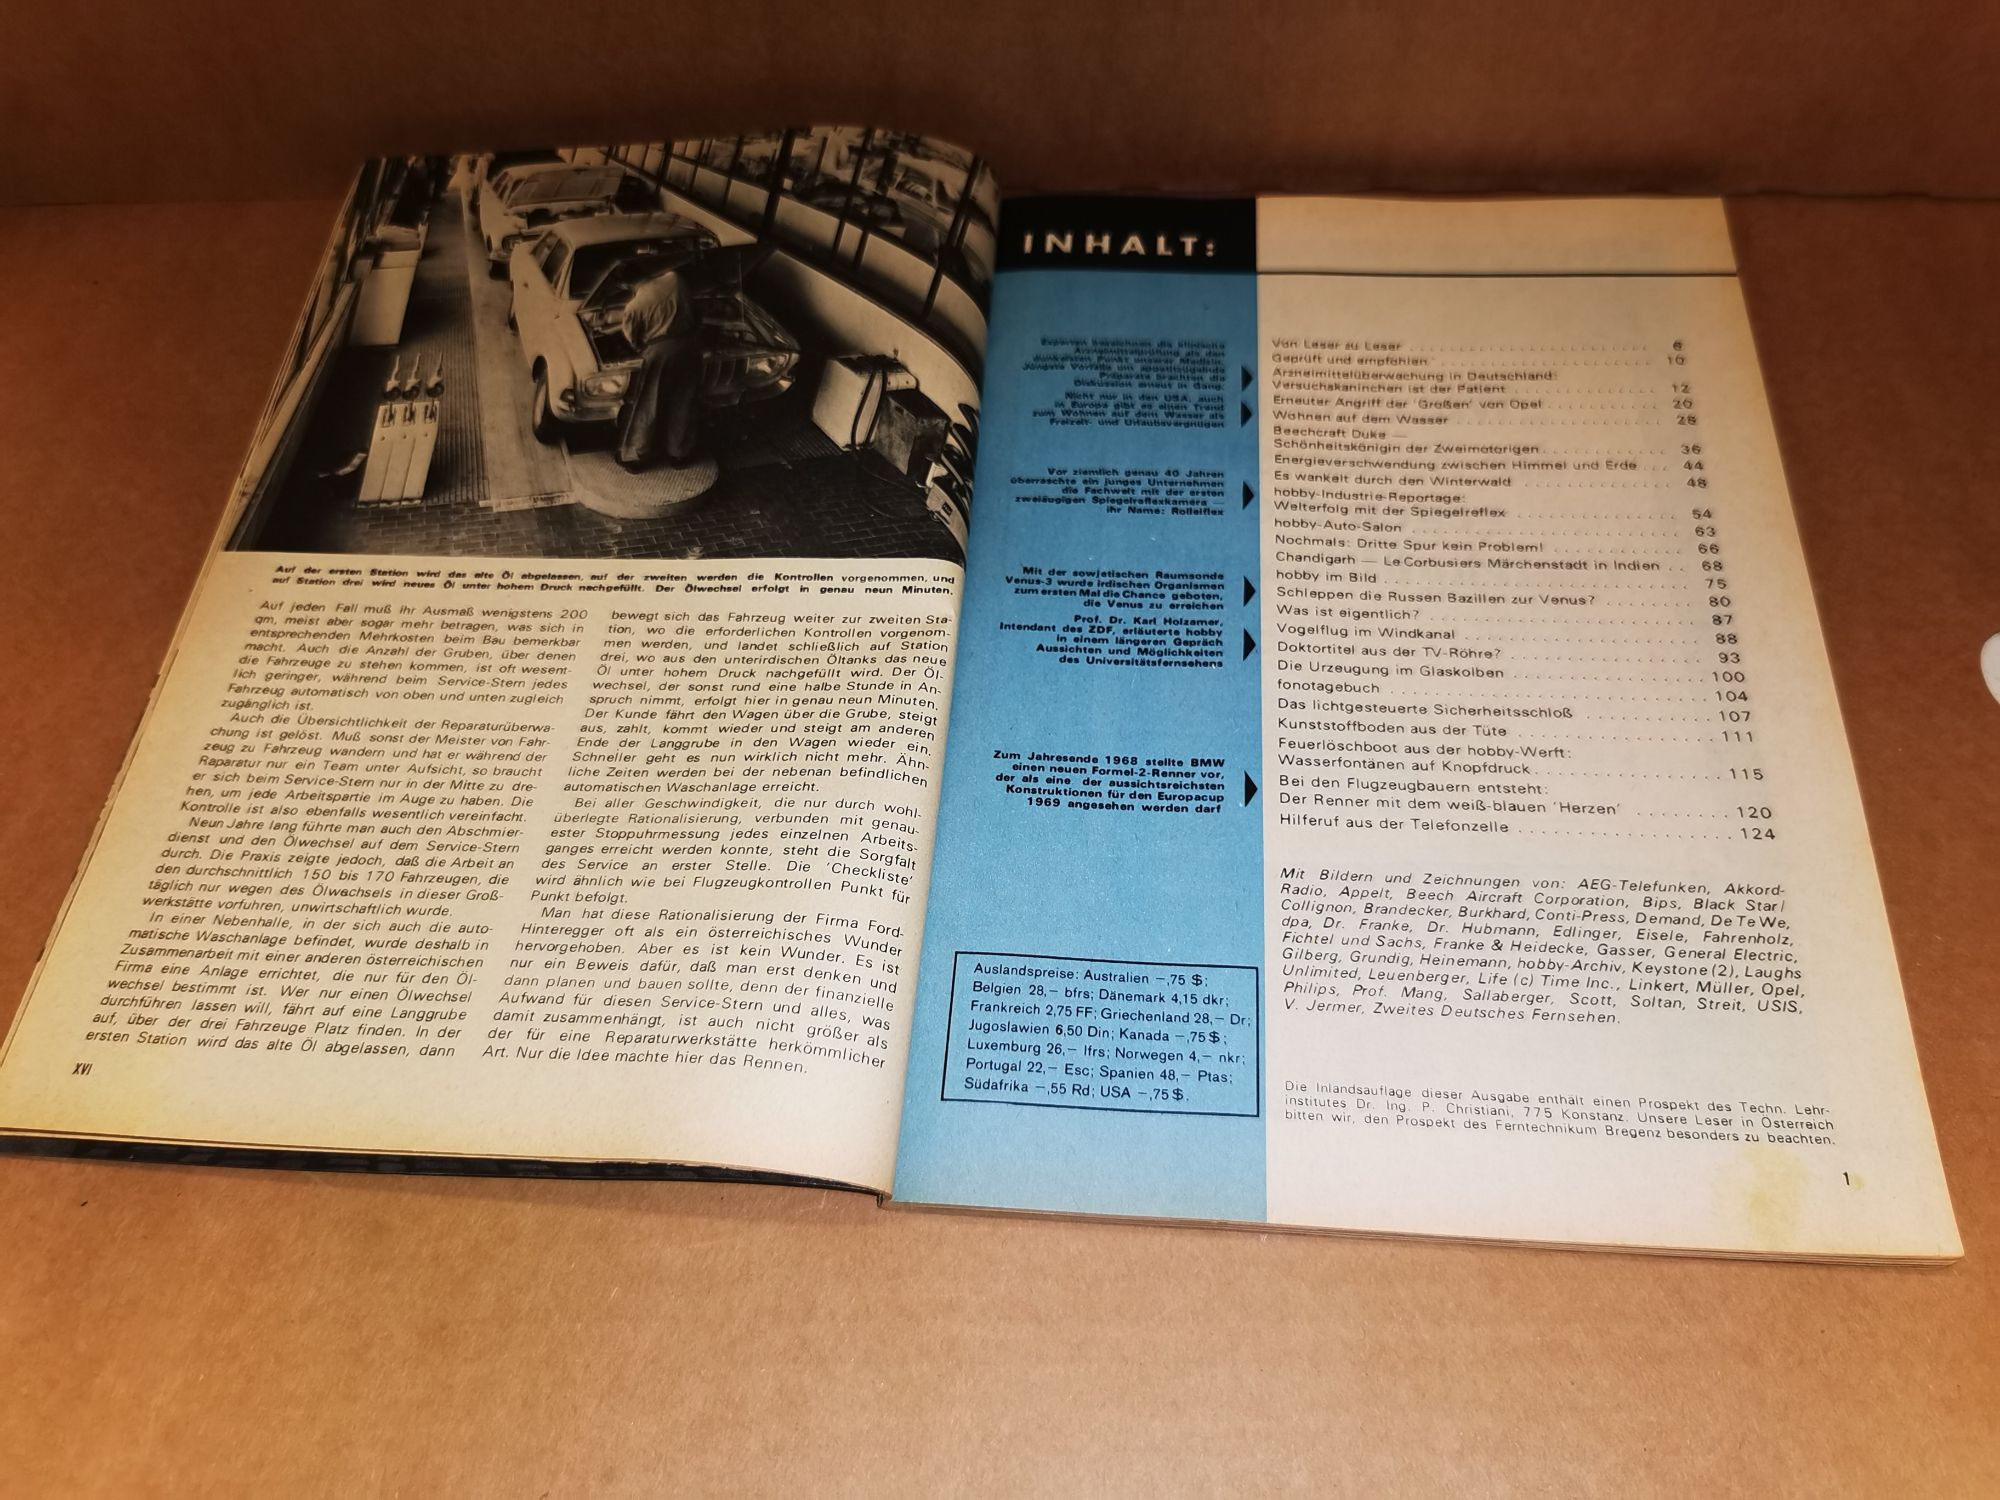 Auf der ersten Station wird das alte Öl abgelassen, auf der zweiten werden die Kontrollen vorgenommen, und
auf Station drei wird neues Öl unter hohem Druck nachgefüllt. Der Ölwechsel erfolgt in genau neun Minuten.
Auf jeden Fall muß ihr Ausmaß wenigstens 200
qm, meist aber sogar mehr betragen, was sich in
entsprechenden Mehrkosten beim Bau bemerkbar
macht. Auch die Anzahl der Gruben, über denen
die Fahrzeuge zu stehen kommen, ist oft wesent-
lich geringer, während beim Service-Stern jedes
Fahrzeug automatisch von oben und unten zugleich
zugänglich ist.
Auch die Übersichtlichkeit der Reparaturüberwa-
chung ist gelöst. Muß sonst der Meister von Fahr-
zeug zu Fahrzeug wandern und hat er während der
Raparatur nur ein Team unter Aufsicht, so braucht
er sich beim Service-Stern nur in der Mitte zu dre-
hen, um jede Arbeitspartie im Auge zu haben. Die
Kontrolle ist also ebenfalls wesentlich vereinfacht.
Neun Jahre lang führte man auch den Abschmier-
dienst und den Ölwechsel auf dem Service-Stern
durch. Die Praxis zeigte jedoch, daß die Arbeit an
den durchschnittlich 150 bis 170 Fahrzeugen, die
täglich nur wegen des Ölwechsels in dieser Groß-
werkstätte vorfuhren, unwirtschaftlich wurde.
In einer Nebenhalle, in der sich auch die auto-
matische Waschanlage befindet, wurde deshalb in
Zusammenarbeit mit einer anderen österreichischen
Firma eine Anlage errichtet, die nur für den Öl-
wechsel bestimmt ist. Wer nur einen Ölwechsel
durchführen lassen will, fährt auf eine Langgrube
auf, über der drei Fahrzeuge Platz finden. In der
ersten Station wird das alte Öl abgelassen, dann
XVI
bewegt sich das Fahrzeug weiter zur zweiten Sta-
tion, wo die erforderlichen Kontrollen vorgenom-
men werden, und landet schließlich auf Station
drei, wo aus den unterirdischen Öltanks das neue
Öl unter hohem Druck nachgefüllt wird. Der Öl-
wechsel, der sonst rund eine halbe Stunde in An-
spruch nimmt, erfolgt hier in genau neun Minuten.
Der Kunde fährt den Wagen über die Grube, steigt
aus, zahlt, kommt wieder und steigt am anderen
Ende der Langgrube in den Wagen wieder ein.
Schneller geht es nun wirklich nicht mehr. Ähn-
liche Zeiten werden bei der nebenan befindlichen
automatischen Waschanlage erreicht.
Bei aller Geschwindigkeit, die nur durch wohl-
überlegte Rationalisierung, verbunden mit genau-
ester Stoppuhrmessung jedes einzelnen Arbeits-
ganges erreicht werden konnte, steht die Sorgfalt
des Service an erster Stelle. Die 'Checkliste'
wird ähnlich wie bei Flugzeugkontrollen Punkt für
Punkt befolgt.
Man hat diese Rationalisierung der Firma Ford-
Hinteregger oft als ein österreichisches Wunder
hervorgehoben. Aber es ist kein Wunder. Es ist
nur ein Beweis dafür, daß man erst denken und
dann planen und bauen sollte, denn der finanzielle
Aufwand für diesen Service-Stern und alles, was
damit zusammenhängt, ist auch nicht größer als
der für eine Reparaturwerkstätte herkömmlicher
Art. Nur die Idee machte hier das Rennen.
INHALT:
Experten bezeichnen die klinische
Arzneimittelprüfung als den
dunkelsten Punkt unserer Medizin.
Jüngste Vorfälle um appetitzügelnde
Präparate brachten die
Diskussion erneut in Gang.
Nicht nur in den USA, auch
in Europa gibt es einen Trend
zum Wohnen auf dem Wasser als
Freizeit- und Urlaubsvergnügen
Vor ziemlich genau 40 Jahren
überraschte ein junges Unternehmen
die Fachwelt mit der ersten
zweiäugigen Spiegelreflexkamera —
ihr Name: Rolleiflex
Mit der sowjetischen Raumsonde
Venus-3 wurde irdischen Organismen
zum ersten Mal die Chance geboten,
die Venus zu erreichen
Prof. Dr. Karl Holzamer,
Intendant des ZDF, erläuterte hobby
in einem längeren Gepräch
Aussichten und Möglichkeiten
des Universitätsfernsehens
Zum Jahresende 1968 stellte BMW
einen neuen Formel-2-Renner vor,
der als eine der aussichtsreichsten
Konstruktionen für den Europacup
1969 angesehen werden darf
Auslandspreise: Australien –,75 $;
Belgien 28,– bfrs; Dänemark 4,15 dkr;
Frankreich 2,75 FF; Griechenland 28,– Dr;
Jugoslawien 6,50 Din; Kanada –,75 $;
Luxemburg 26,– lfrs; Norwegen 4,– nkr;
Portugal 22,– Esc; Spanien 48,– Ptas;
Südafrika –,55 Rd; USA –,75 $.
Von Leser zu Leser 6
Geprüft und empfohlen 10
Arzneimittelüberwachung in Deutschland:
Versuchskaninchen ist der Patient 12
Erneuter Angriff der 'Großen' von Opel 20
Wohnen auf dem Wasser 28
Beechcraft Duke —
Schönheitskönigin der Zweimotorigen 36
Energieverschwendung zwischen Himmel und Erde 44
Es wankelt durch den Winterwald 48
hobby-Industrie-Reportage:
Welterfolg mit der Spiegelreflex 54
hobby-Auto-Salon 63
Nochmals: Dritte Spur kein Problem! 66
Chandigarh — Le Corbusiers Märchenstadt in Indien 68
hobby im Bild 75
Schleppen die Russen Bazillen zur Venus? 80
Was ist eigentlich? 87
Vogelflug im Windkanal 88
Doktortitel aus der TV-Röhre? 93
Die Urzeugung im Glaskolben 100
fonotagebuch 104
Das lichtgesteuerte Sicherheitsschloß 107
Kunststoffboden aus der Tüte 111
Feuerlöschboot aus der hobby-Werft:
Wasserfontänen auf Knopfdruck 115
Bei den Flugzeugbauern entsteht:
Der Renner mit dem weiß-blauen 'Herzen' 120
Hilferuf aus der Telefonzelle 124
Mit Bildern und Zeichnungen von: AEG-Telefunken, Akkord-
Radio, Appelt, Beech Aircraft Corporation, Bips, Black Star/
Collignon, Brandecker, Burkhard, Conti-Press, Demand, DeTeWe,
dpa, Dr. Franke, Dr. Hubmann, Edlinger, Eisele, Fahrenholz,
Fichtel und Sachs, Franke & Heidecke, Gasser, General Electric,
Gilberg, Grundig, Heinemann, hobby-Archiv, Keystone (2), Laughs
Unlimited, Leuenberger, Life (c) Time Inc., Linkert, Müller, Opel,
Philips, Prof. Mang, Sallaberger, Scott, Soltan, Streit, USIS,
V. Jermer, Zweites Deutsches Fernsehen.
Die Inlandsauflage dieser Ausgabe enthält einen Prospekt des Techn. Lehr-
institutes Dr. Ing. P. Christiani, 775 Konstanz. Unsere Leser in Österreich
bitten wir, den Prospekt des Ferntechnikum Bregenz besonders zu beachten.
1